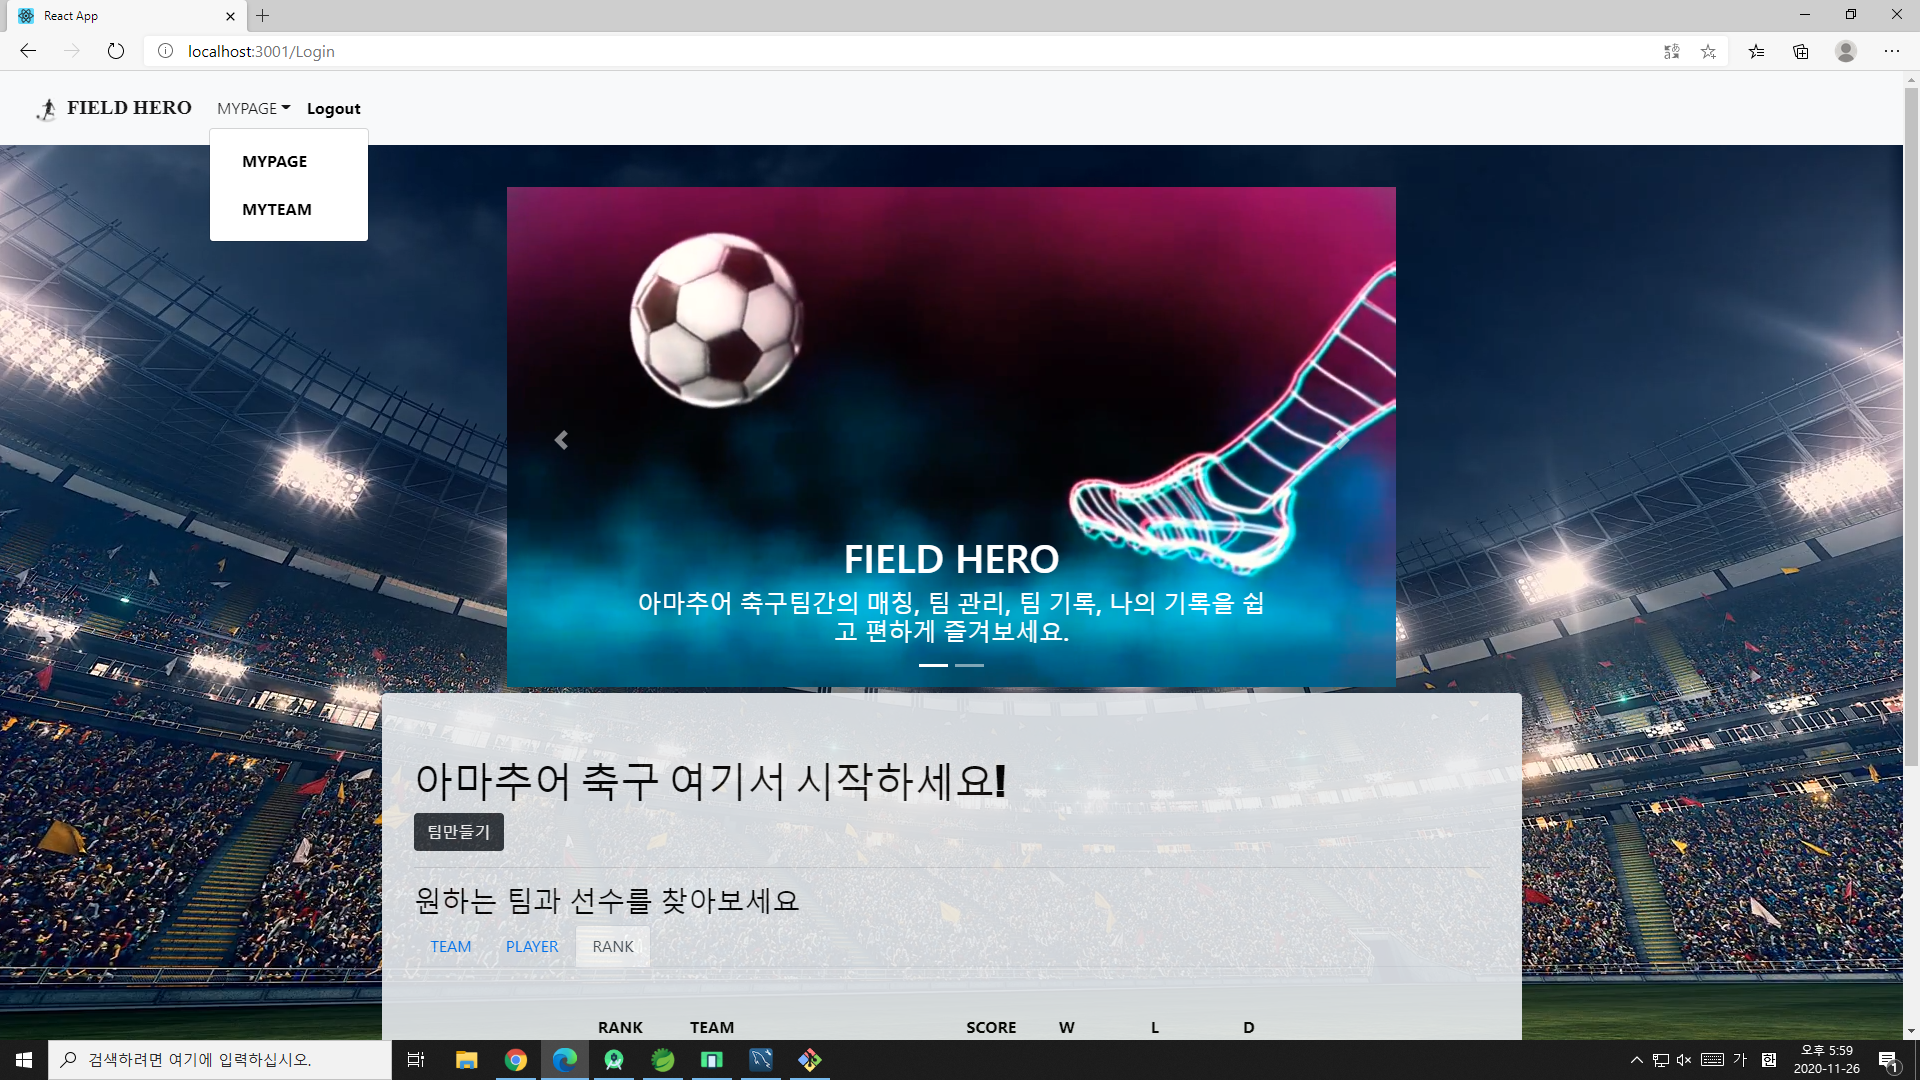 React App
localhost:3001/Login
FIELD HERO
MYPAGE
Logout
MYPAGE
MYTEAM
FIELD HERO
아마추어 축구팀간의 매칭, 팀 관리, 팀 기록, 나의 기록을 쉽
고 편하게 즐겨보세요.
아마추어 축구 여기서 시작하세요!
팀만들기
원하는 팀과 선수를 찾아보세요
TEAM PLAYER RANK
RANK TEAM SCORE W L D
검색하려면 여기에 입력하십시오.
가 한
오후 5:59
2020-11-26
1